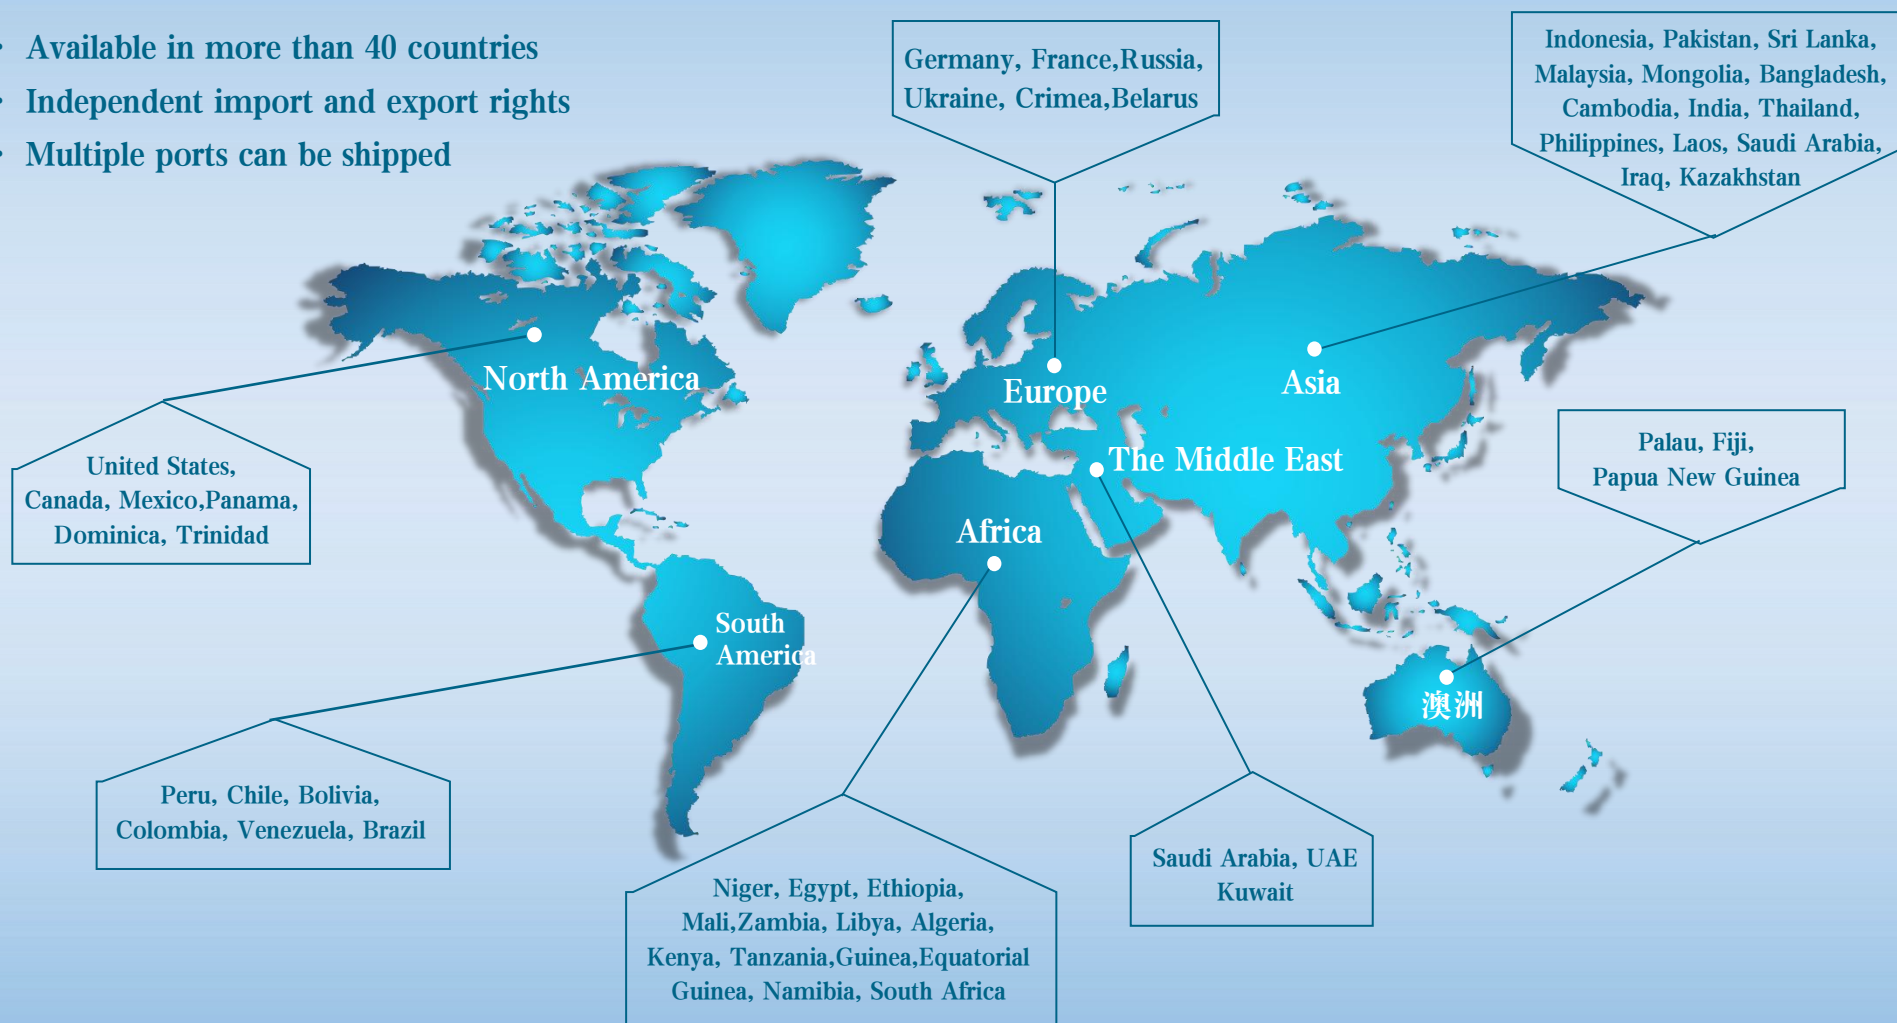 · Available in more than 40 countries
· Independent import and export rights
· Multiple ports can be shipped
Germany, France,Russia,
Ukraine, Crimea,Belarus
Indonesia, Pakistan, Sri Lanka,
Malaysia, Mongolia, Bangladesh,
Cambodia, India, Thailand,
Philippines, Laos, Saudi Arabia,
Iraq, Kazakhstan
North America
Europe
Asia
The Middle East
Africa
South
America
澳洲
United States,
Canada, Mexico,Panama,
Dominica, Trinidad
Palau, Fiji,
Papua New Guinea
Peru, Chile, Bolivia,
Colombia, Venezuela, Brazil
Niger, Egypt, Ethiopia,
Mali,Zambia, Libya, Algeria,
Kenya, Tanzania,Guinea,Equatorial
Guinea, Namibia, South Africa
Saudi Arabia, UAE
Kuwait